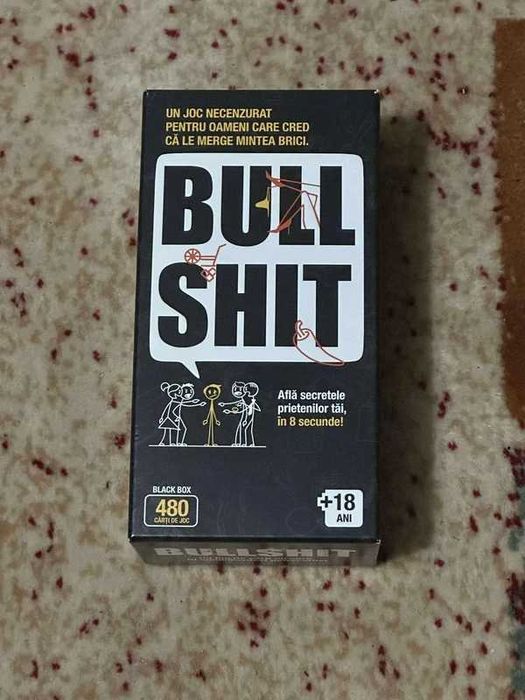 UN JOC NECENZURAT
PENTRU OAMENI CARE CRED
CĂ LE MERGE MINTEA BRICI.
BULL
SHIT
Află secretele
prietenilor tăi,
în 8 secunde!
BLACK BOX
480
CĂRȚI DE JOC
+18
ANI
BULLSHIT